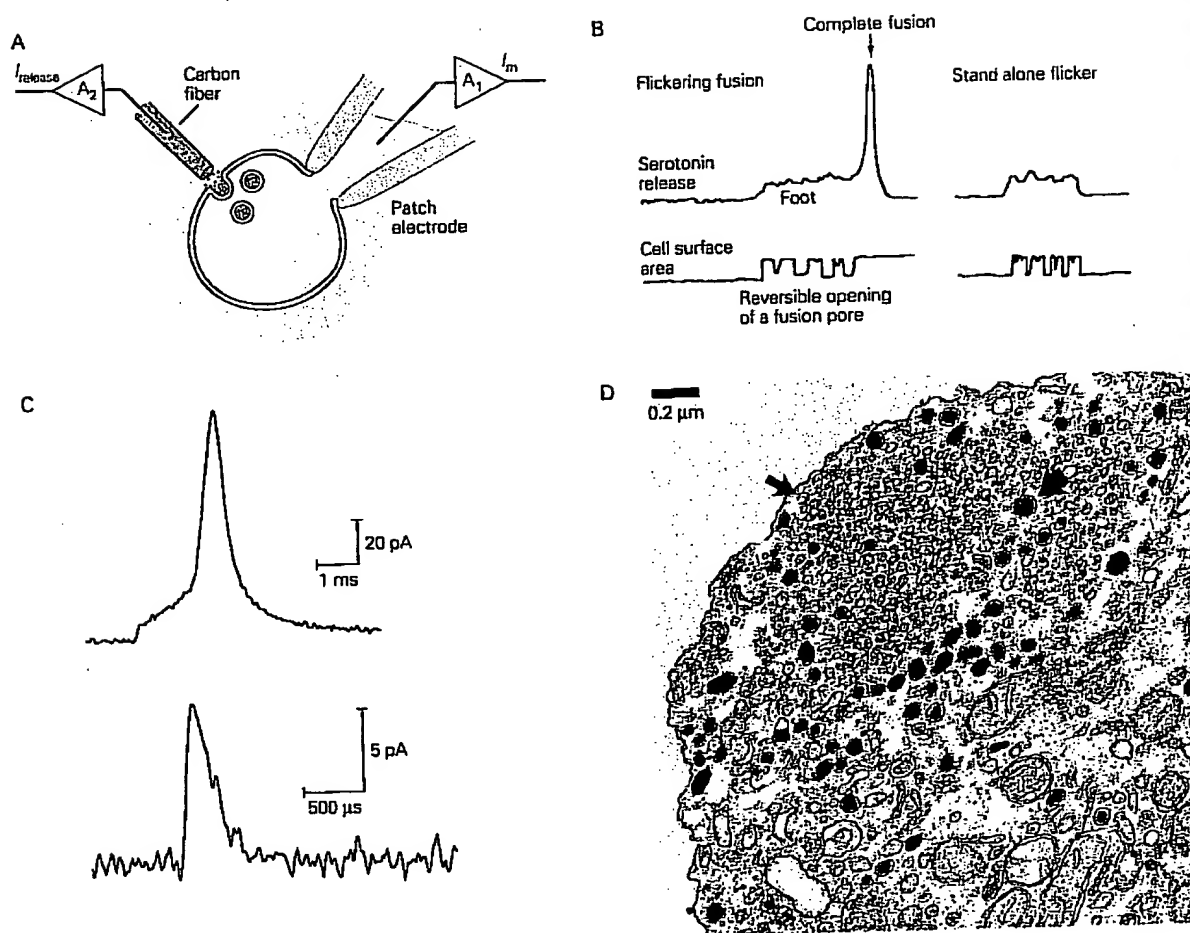 A
I release
A₂
Carbon
fiber
A₁
I m
Patch
electrode
B
Complete fusion
Flickering fusion
Stand alone flicker
Serotonin
release
Foot
Cell surface
area
Reversible opening
of a fusion pore
C
20 pA
1 ms
5 pA
500 µs
D
0.2 µm